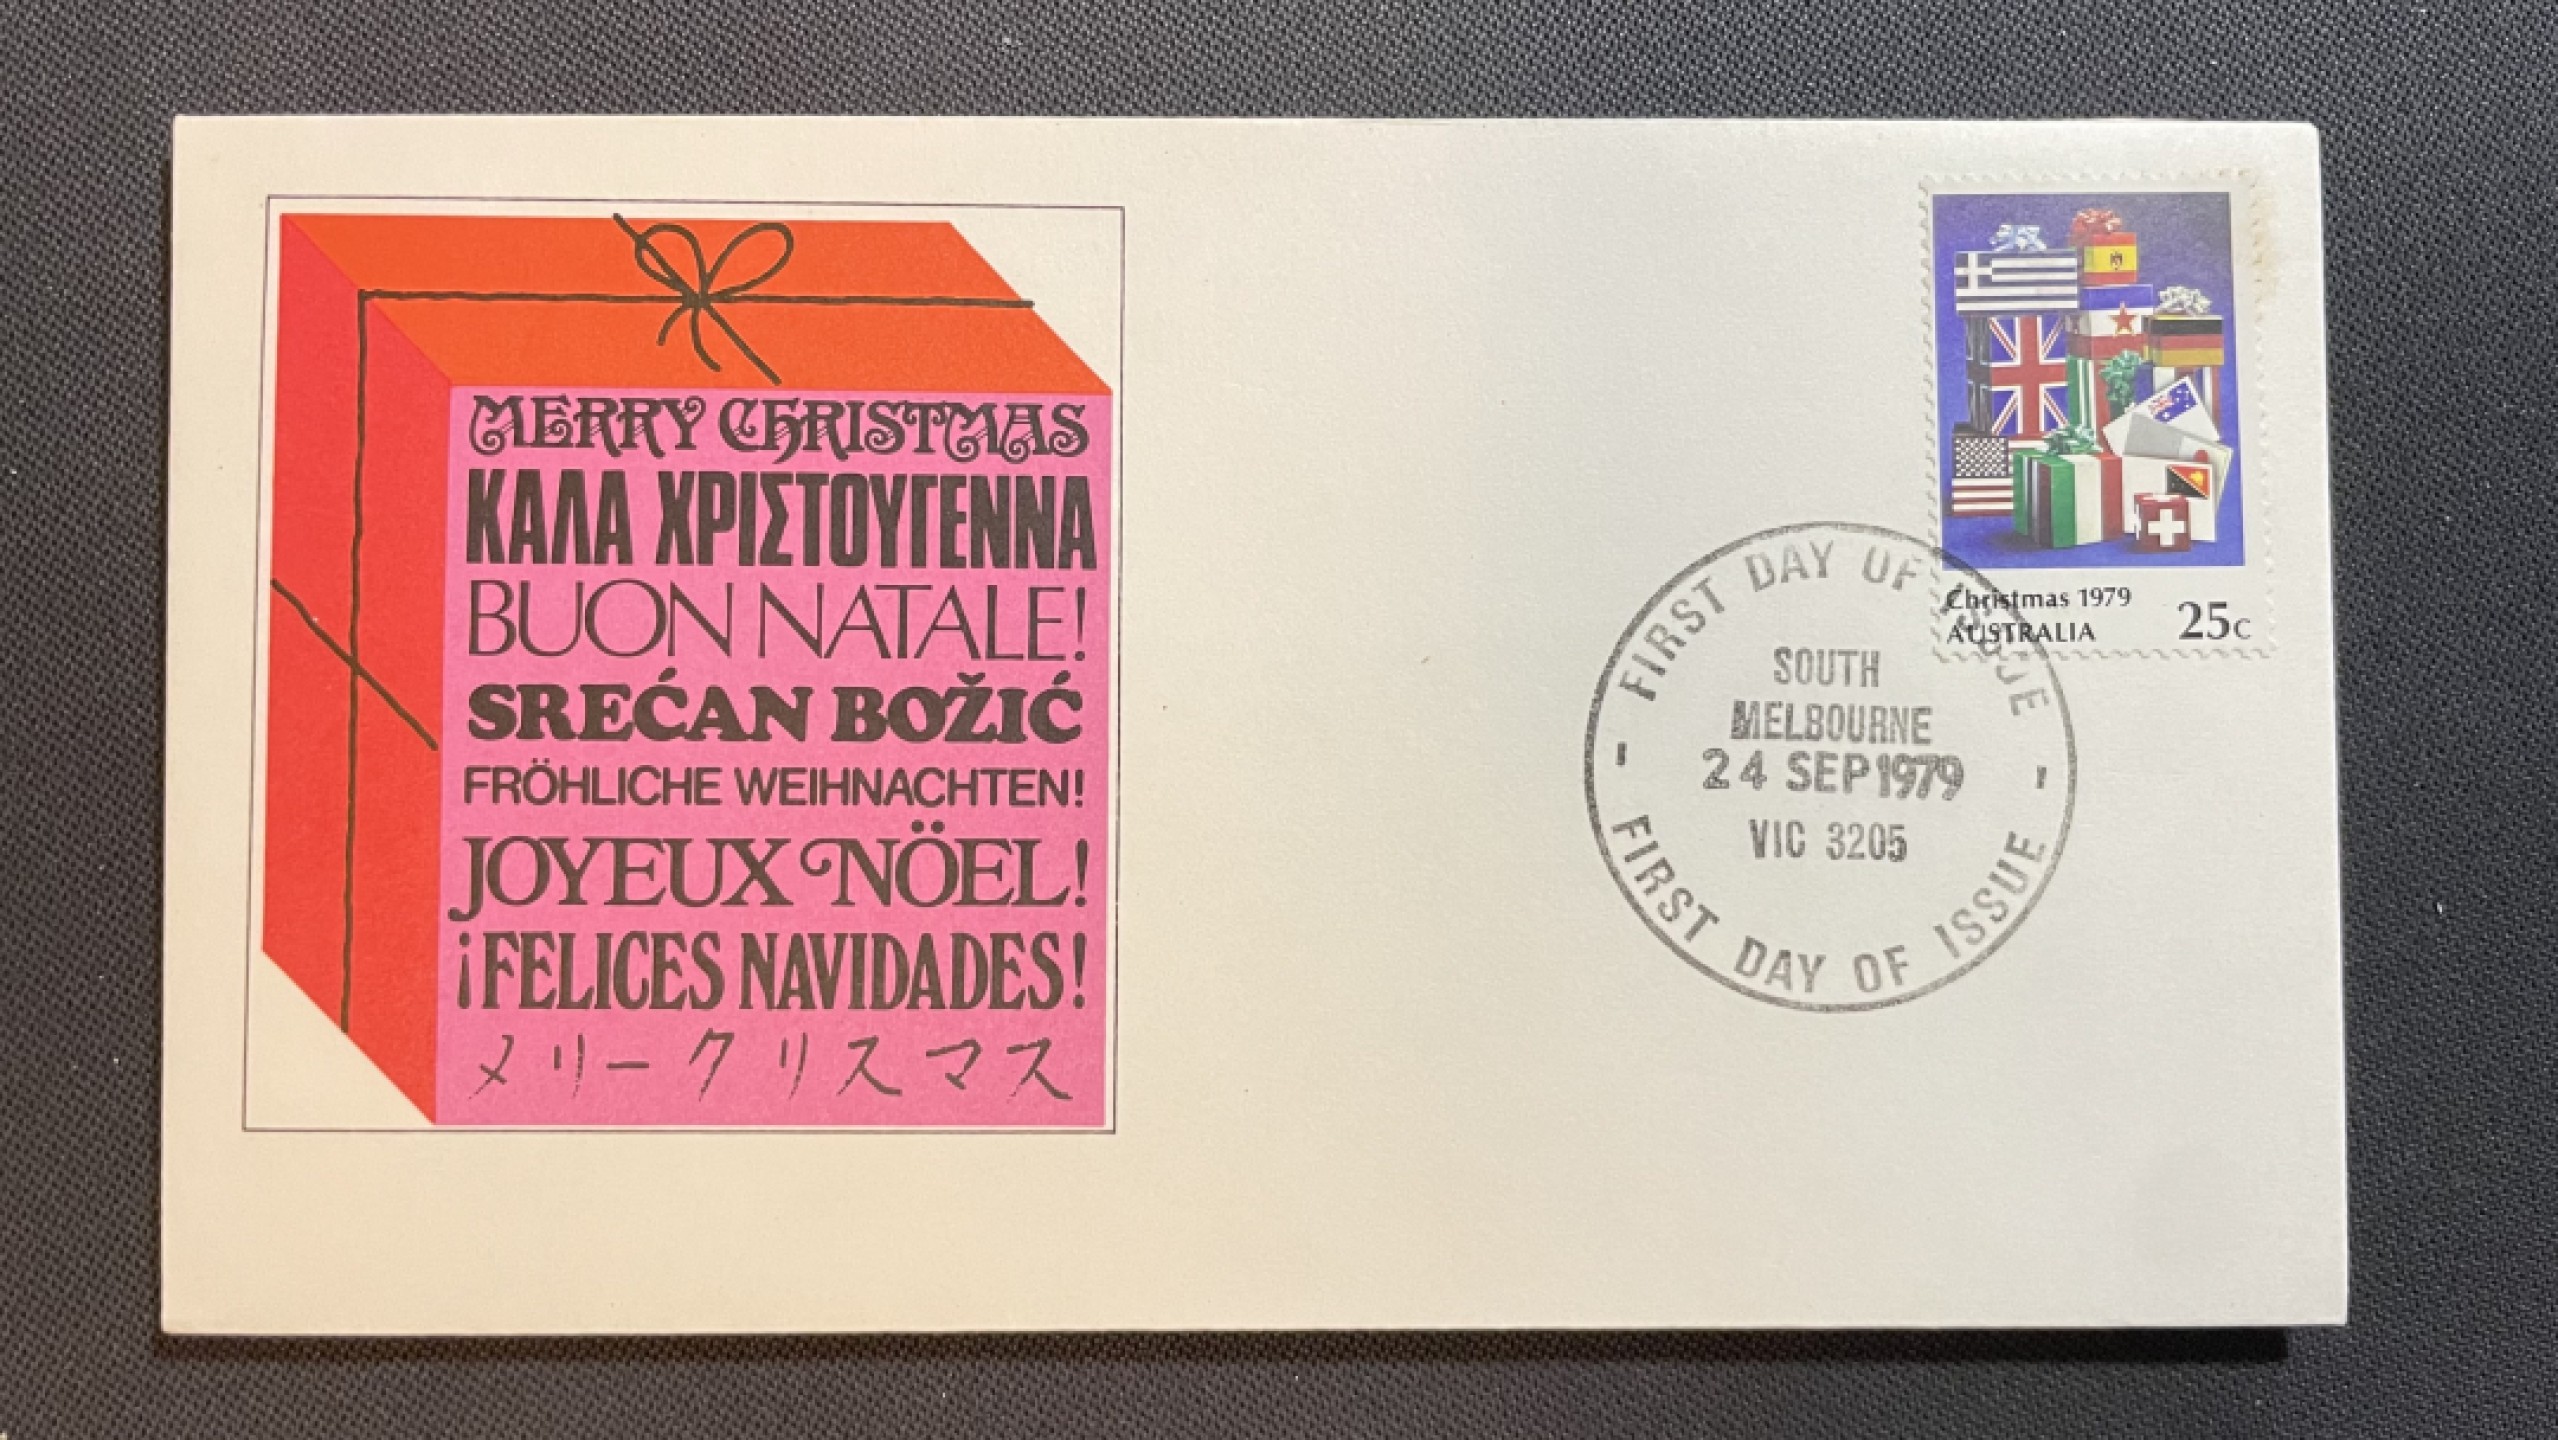 MERRY CHRISTMAS
ΚΑΛΑ ΧΡΙΣΤΟΥΓΕΝΝΑ
BUON NATALE!
SREĆAN BOŽIĆ
FRÖHLICHE WEIHNACHTEN!
JOYEUX NÖEL!
¡FELICES NAVIDADES!
メリークリスマス
Christmas 1979
AUSTRALIA 25c
FIRST DAY OF ISSUE
SOUTH
MELBOURNE
24 SEP 1979
VIC 3205
FIRST DAY OF ISSUE